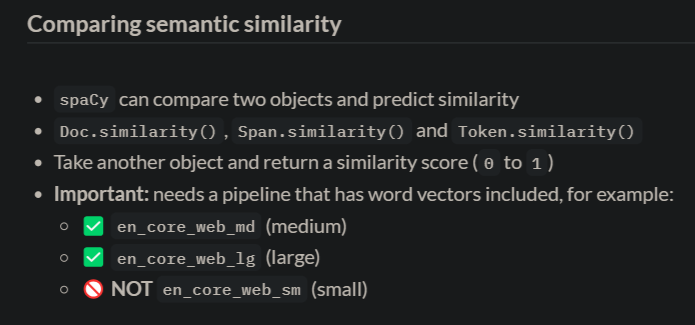 Comparing semantic similarity
• spaCy can compare two objects and predict similarity
• Doc.similarity() , Span.similarity() and Token.similarity()
• Take another object and return a similarity score ( 0 to 1 )
• Important: needs a pipeline that has word vectors included, for example:
○ ✅ en_core_web_md (medium)
○ ✅ en_core_web_lg (large)
○ 🚫 NOT en_core_web_sm (small)